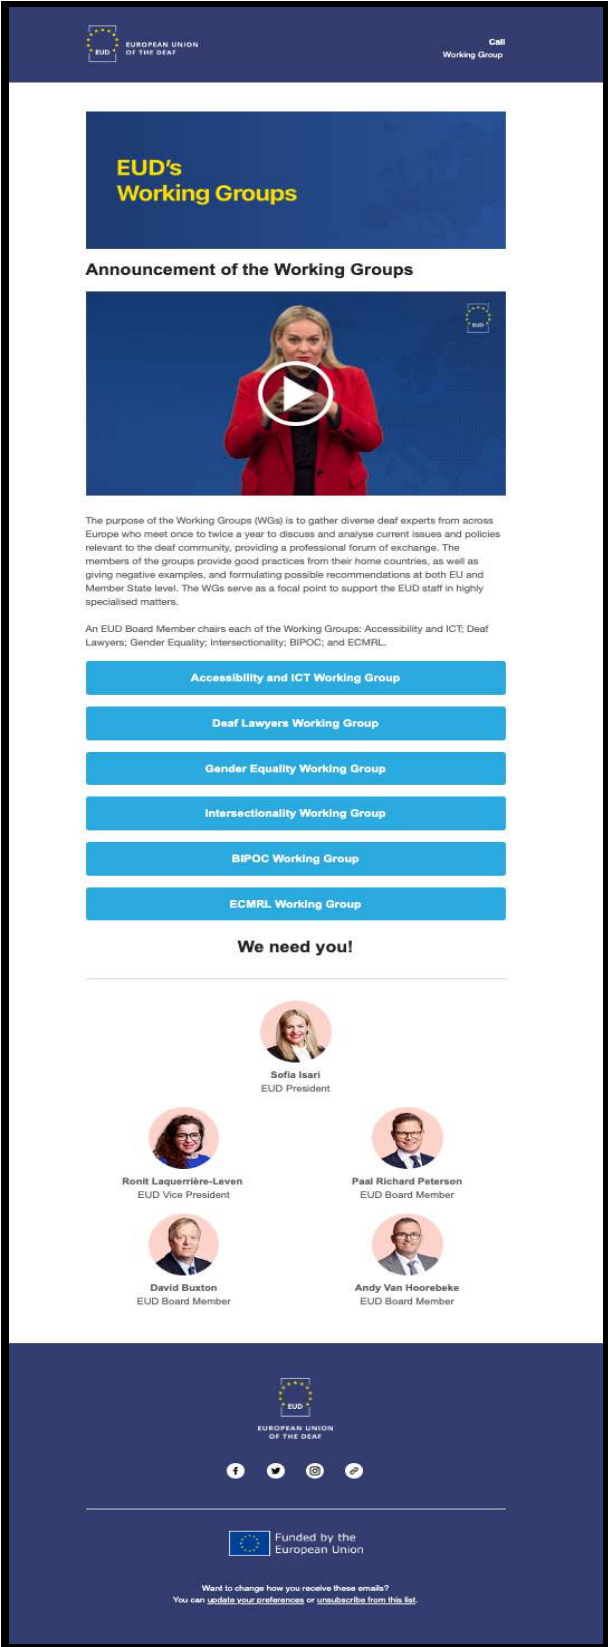 EUD
EUROPEAN UNION
OF THE DEAF
Call
Working Group
EUD's
Working Groups
Announcement of the Working Groups
EUD
The purpose of the Working Groups (WGs) is to gather diverse deaf experts from across
Europe who meet once to twice a year to discuss and analyse current issues and policies
relevant to the deaf community, providing a professional forum of exchange. The
members of the groups provide good practices from their home countries, as well as
giving negative examples, and formulating possible recommendations at both EU and
Member State level. The WGs serve as a focal point to support the EUD staff in highly
specialised matters.
An EUD Board Member chairs each of the Working Groups: Accessibility and ICT; Deaf
Lawyers; Gender Equality; Intersectionality; BIPOC; and ECMRL.
Accessibility and ICT Working Group
Deaf Lawyers Working Group
Gender Equality Working Group
Intersectionality Working Group
BIPOC Working Group
ECMRL Working Group
We need you!
Sofia Isari
EUD President
Ronit Laquerrière-Leven
EUD Vice President
Paal Richard Peterson
EUD Board Member
David Buxton
EUD Board Member
Andy Van Hoorebeke
EUD Board Member
EUD
EUROPEAN UNION
OF THE DEAF
Funded by the
European Union
Want to change how you receive these emails?
You can update your preferences or unsubscribe from this list.